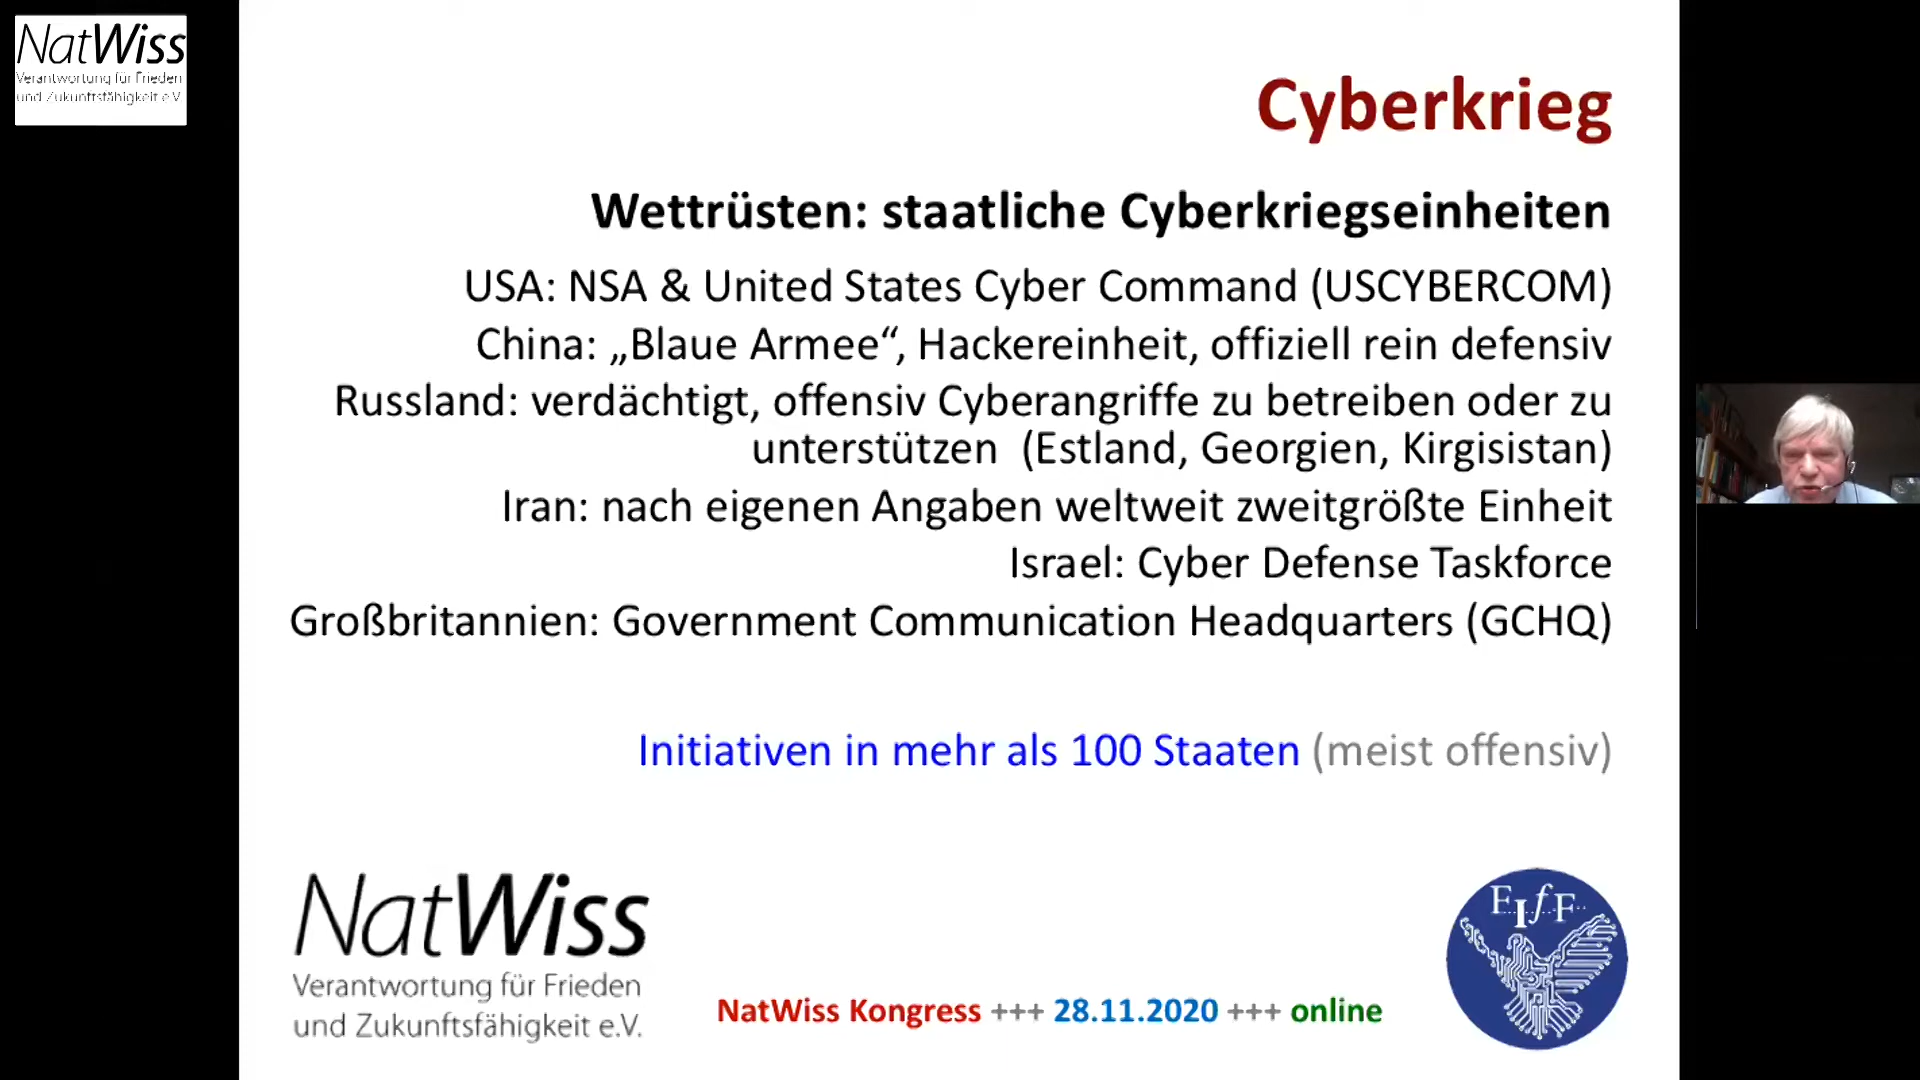 NatWiss
Verantwortung für Frieden
und Zukunftsfähigkeit e.V.
Cyberkrieg
Wettrüsten: staatliche Cyberkriegseinheiten
USA: NSA & United States Cyber Command (USCYBERCOM)
China: „Blaue Armee“, Hackereinheit, offiziell rein defensiv
Russland: verdächtigt, offensiv Cyberangriffe zu betreiben oder zu
unterstützen (Estland, Georgien, Kirgisistan)
Iran: nach eigenen Angaben weltweit zweitgrößte Einheit
Israel: Cyber Defense Taskforce
Großbritannien: Government Communication Headquarters (GCHQ)
Initiativen in mehr als 100 Staaten (meist offensiv)
NatWiss
Verantwortung für Frieden
und Zukunftsfähigkeit e.V.
NatWiss Kongress +++ 28.11.2020 +++ online
FIfF